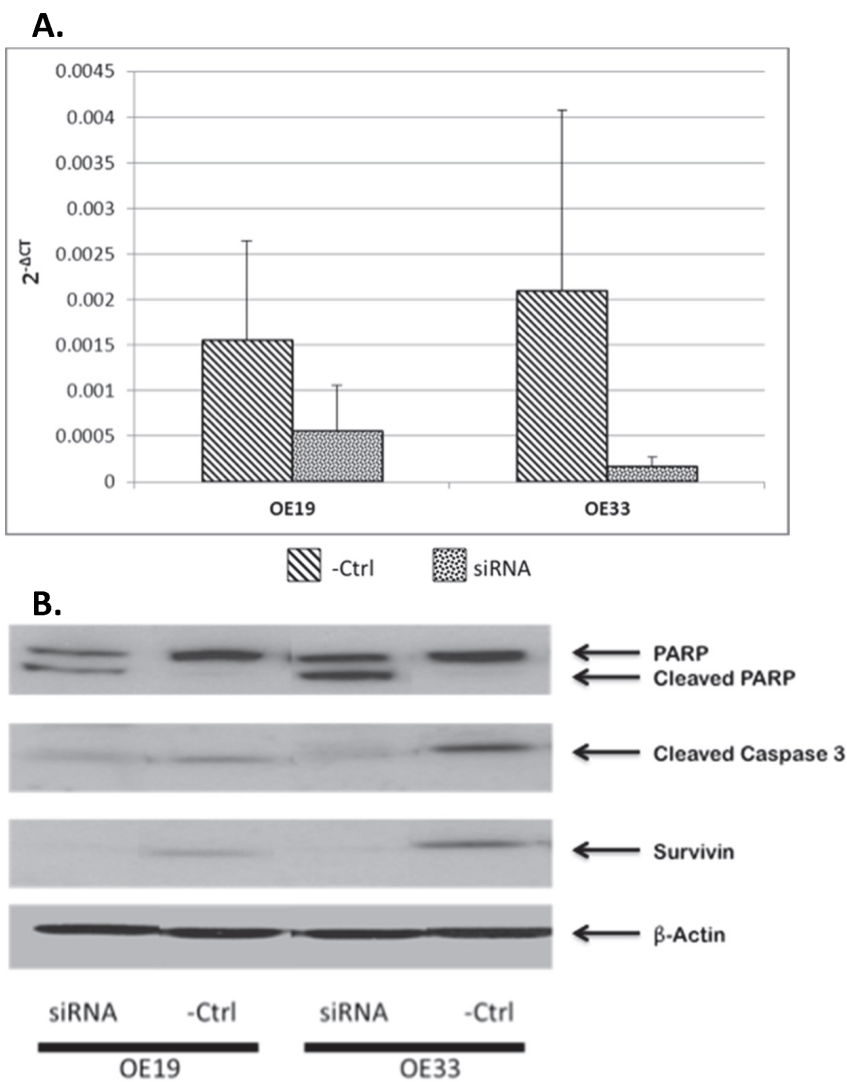 A.
0.0045
0.004
0.0035
0.003
0.0025
0.002
0.0015
0.001
0.0005
0
2-ΔCT
OE19 OE33
-Ctrl siRNA
B.
PARP
Cleaved PARP
Cleaved Caspase 3
Survivin
β-Actin
siRNA -Ctrl siRNA -Ctrl
OE19 OE33